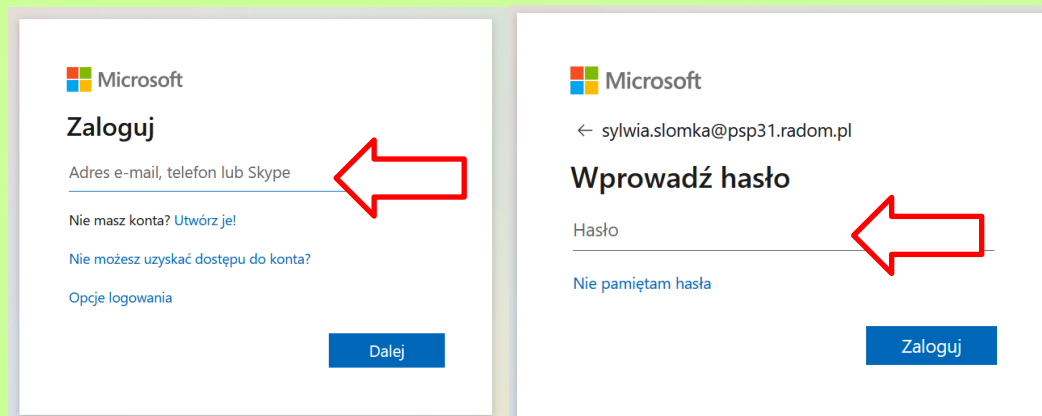 Microsoft
Zaloguj
Adres e-mail, telefon lub Skype
Nie masz konta? Utwórz je!
Nie możesz uzyskać dostępu do konta?
Opcje logowania
Dalej
Microsoft
← sylwia.slomka@psp31.radom.pl
Wprowadź hasło
Hasło
Nie pamiętam hasła
Zaloguj